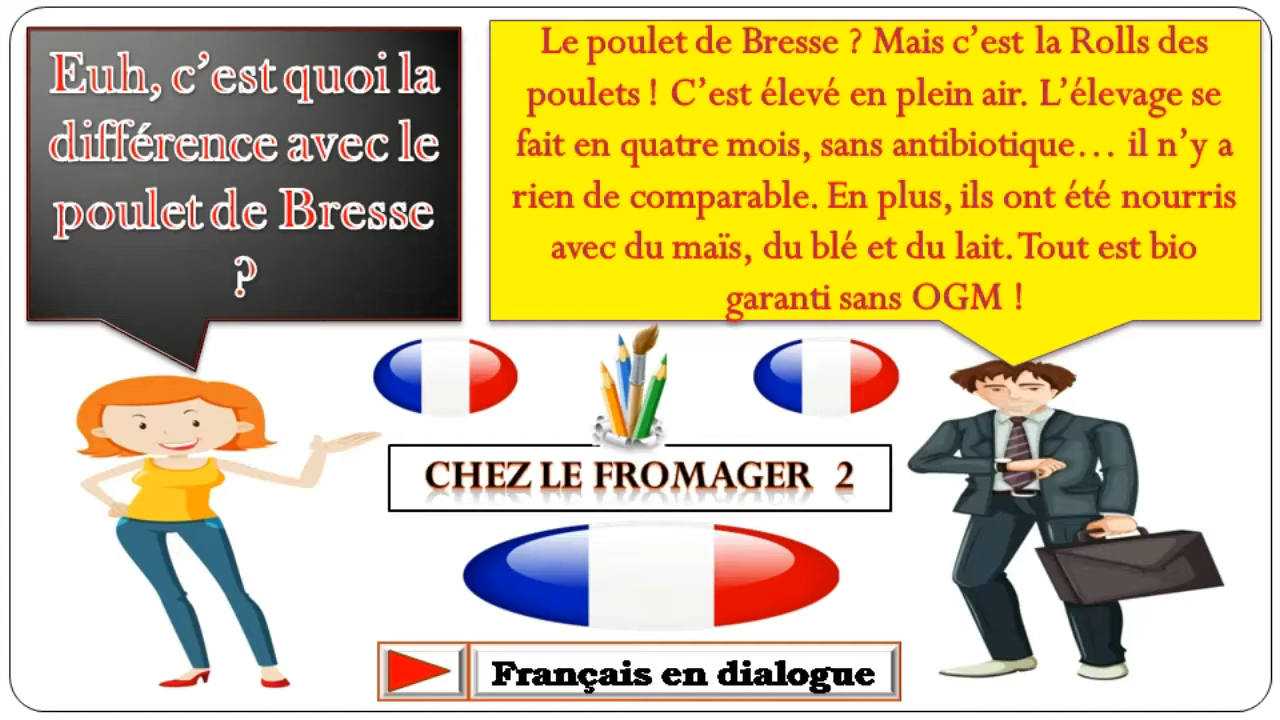 Euh, c’est quoi la
différence avec le
poulet de Bresse
?
Le poulet de Bresse ? Mais c’est la Rolls des
poulets ! C’est élevé en plein air. L’élevage se
fait en quatre mois, sans antibiotique… il n’y a
rien de comparable. En plus, ils ont été nourris
avec du maïs, du blé et du lait. Tout est bio
garanti sans OGM !
CHEZ LE FROMAGER 2
Français en dialogue